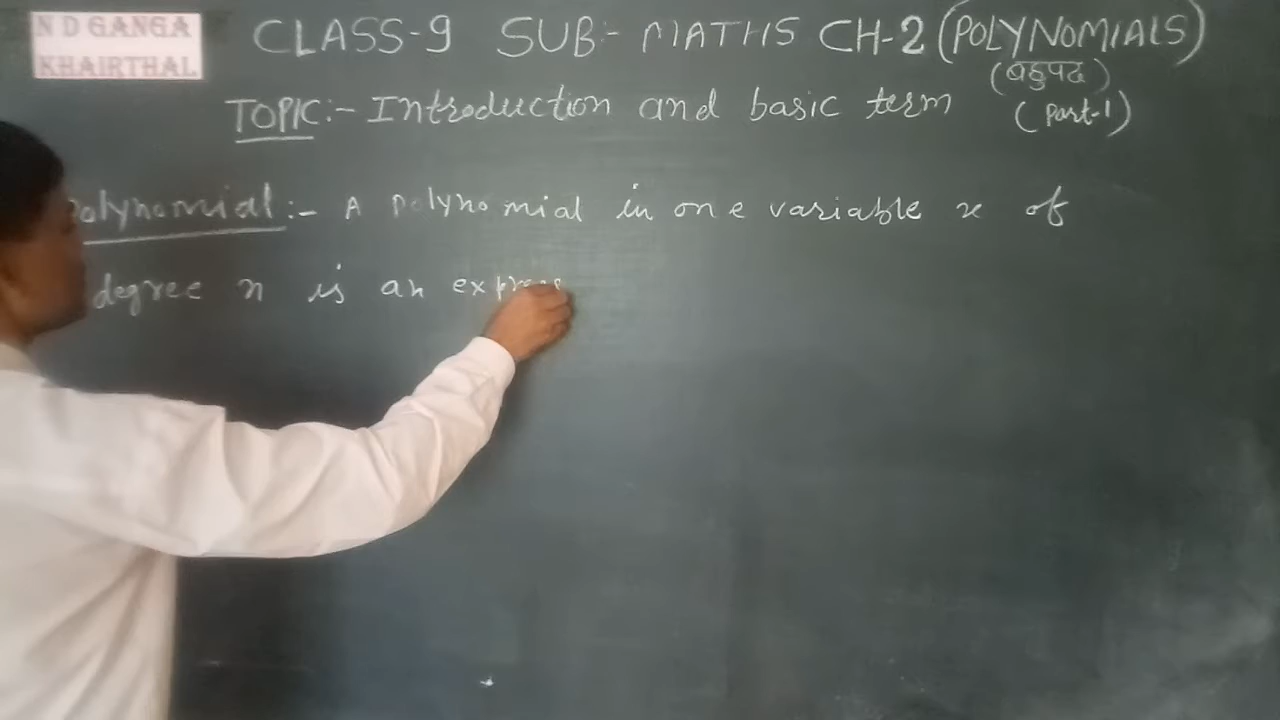 N D GANGA
KHAIRTHAL
CLASS-9 SUB:- MATHS CH-2 (POLYNOMIALS)
(बहुपद)
TOPIC:- Introduction and basic term (Part-1)
olynomial:- A polynomial in one variable x of
degree n is an expres